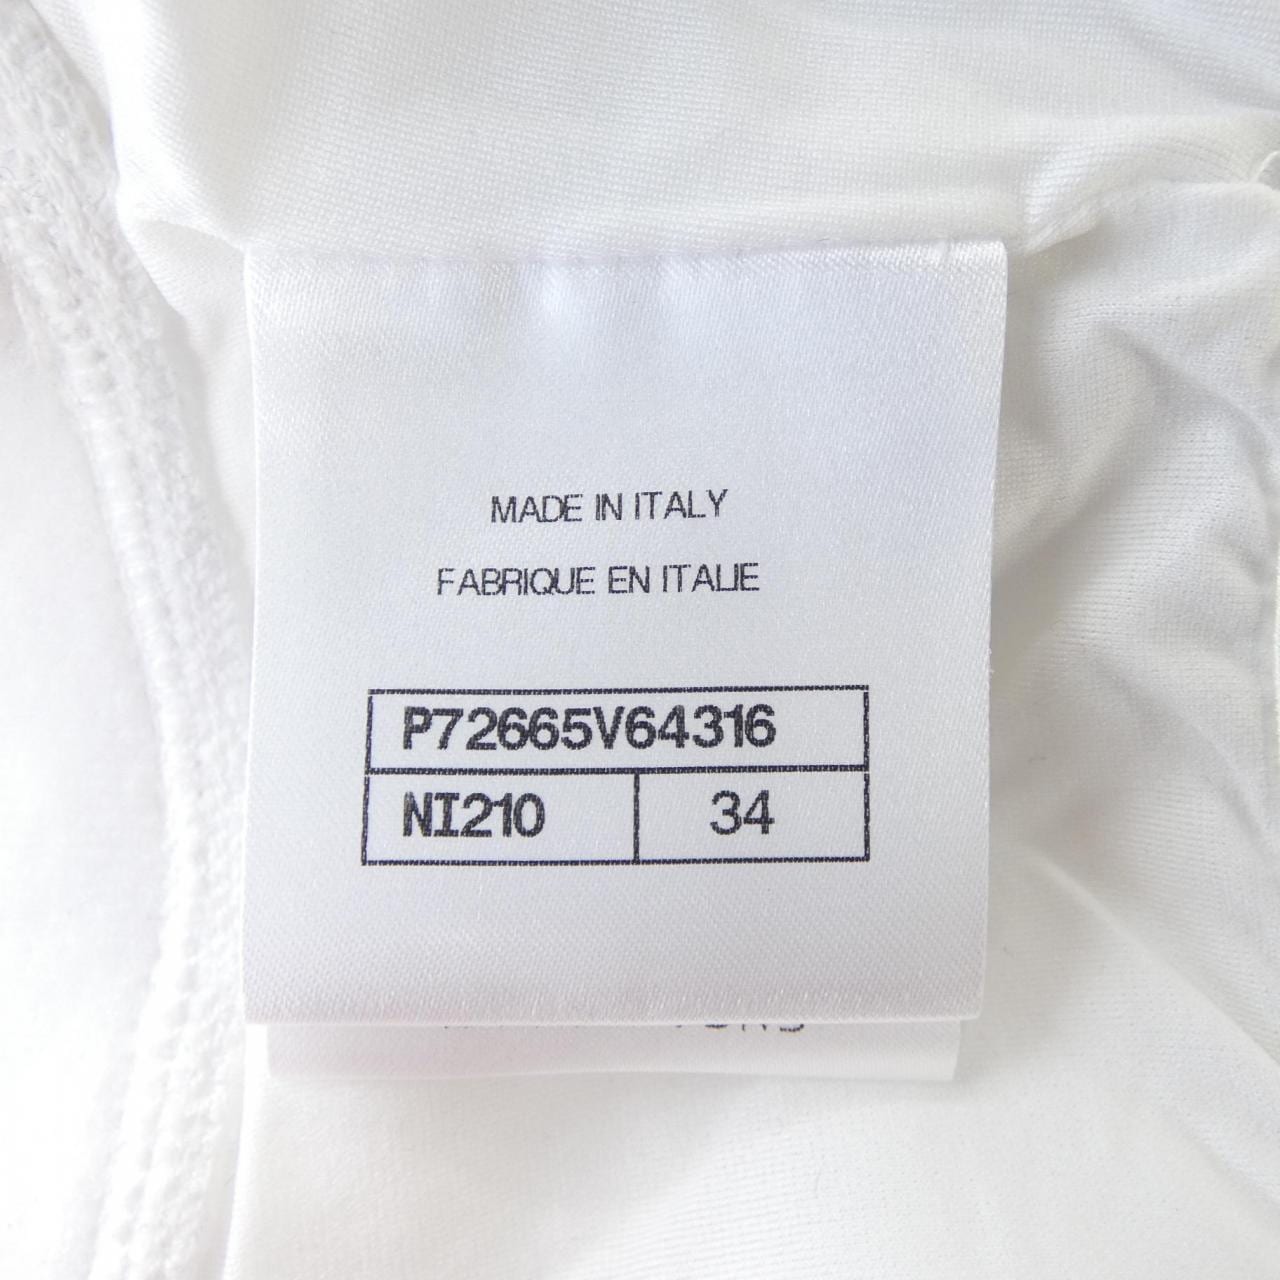 MADE IN ITALY
FABRIQUE EN ITALIE
P72665V64316
NI210 34